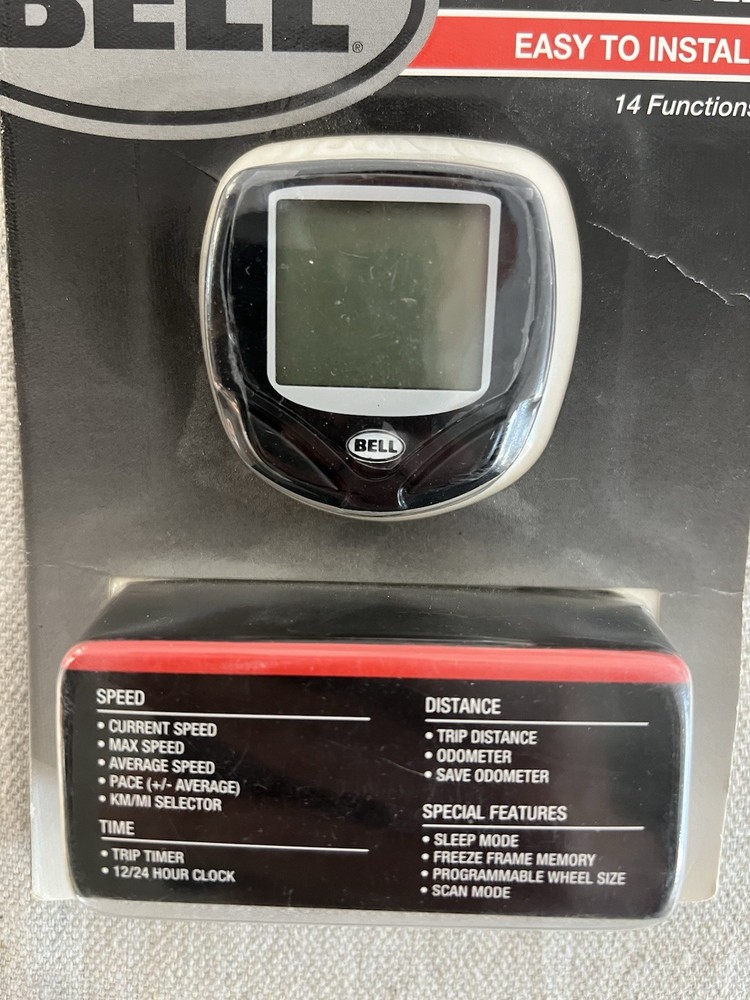 BELL®
EASY TO INSTAL
14 Functions
BELL
SPEED
• CURRENT SPEED
• MAX SPEED
• AVERAGE SPEED
• PACE (+/- AVERAGE)
• KM/MI SELECTOR
TIME
• TRIP TIMER
• 12/24 HOUR CLOCK
DISTANCE
• TRIP DISTANCE
• ODOMETER
• SAVE ODOMETER
SPECIAL FEATURES
• SLEEP MODE
• FREEZE FRAME MEMORY
• PROGRAMMABLE WHEEL SIZE
• SCAN MODE